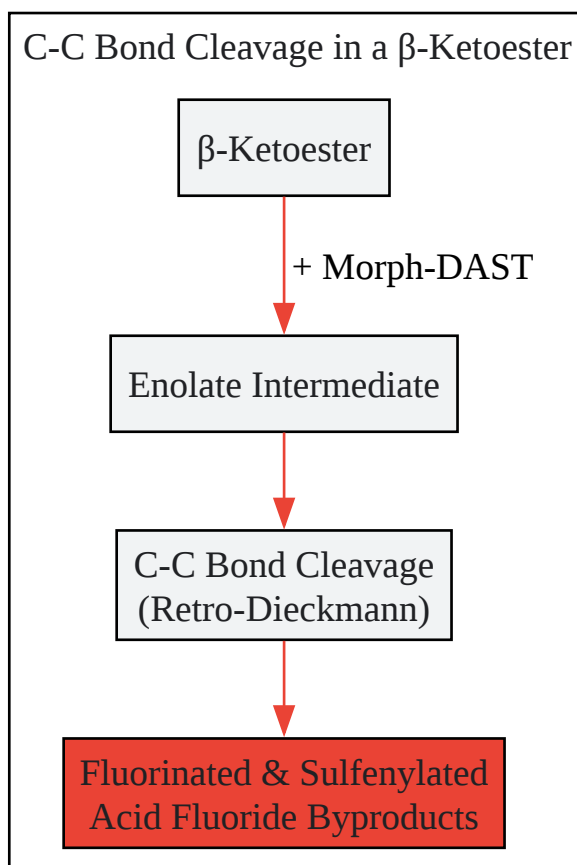 C-C Bond Cleavage in a β-Ketoester
β-Ketoester
+ Morph-DAST
Enolate Intermediate
C-C Bond Cleavage
(Retro-Dieckmann)
Fluorinated & Sulfenylated
Acid Fluoride Byproducts